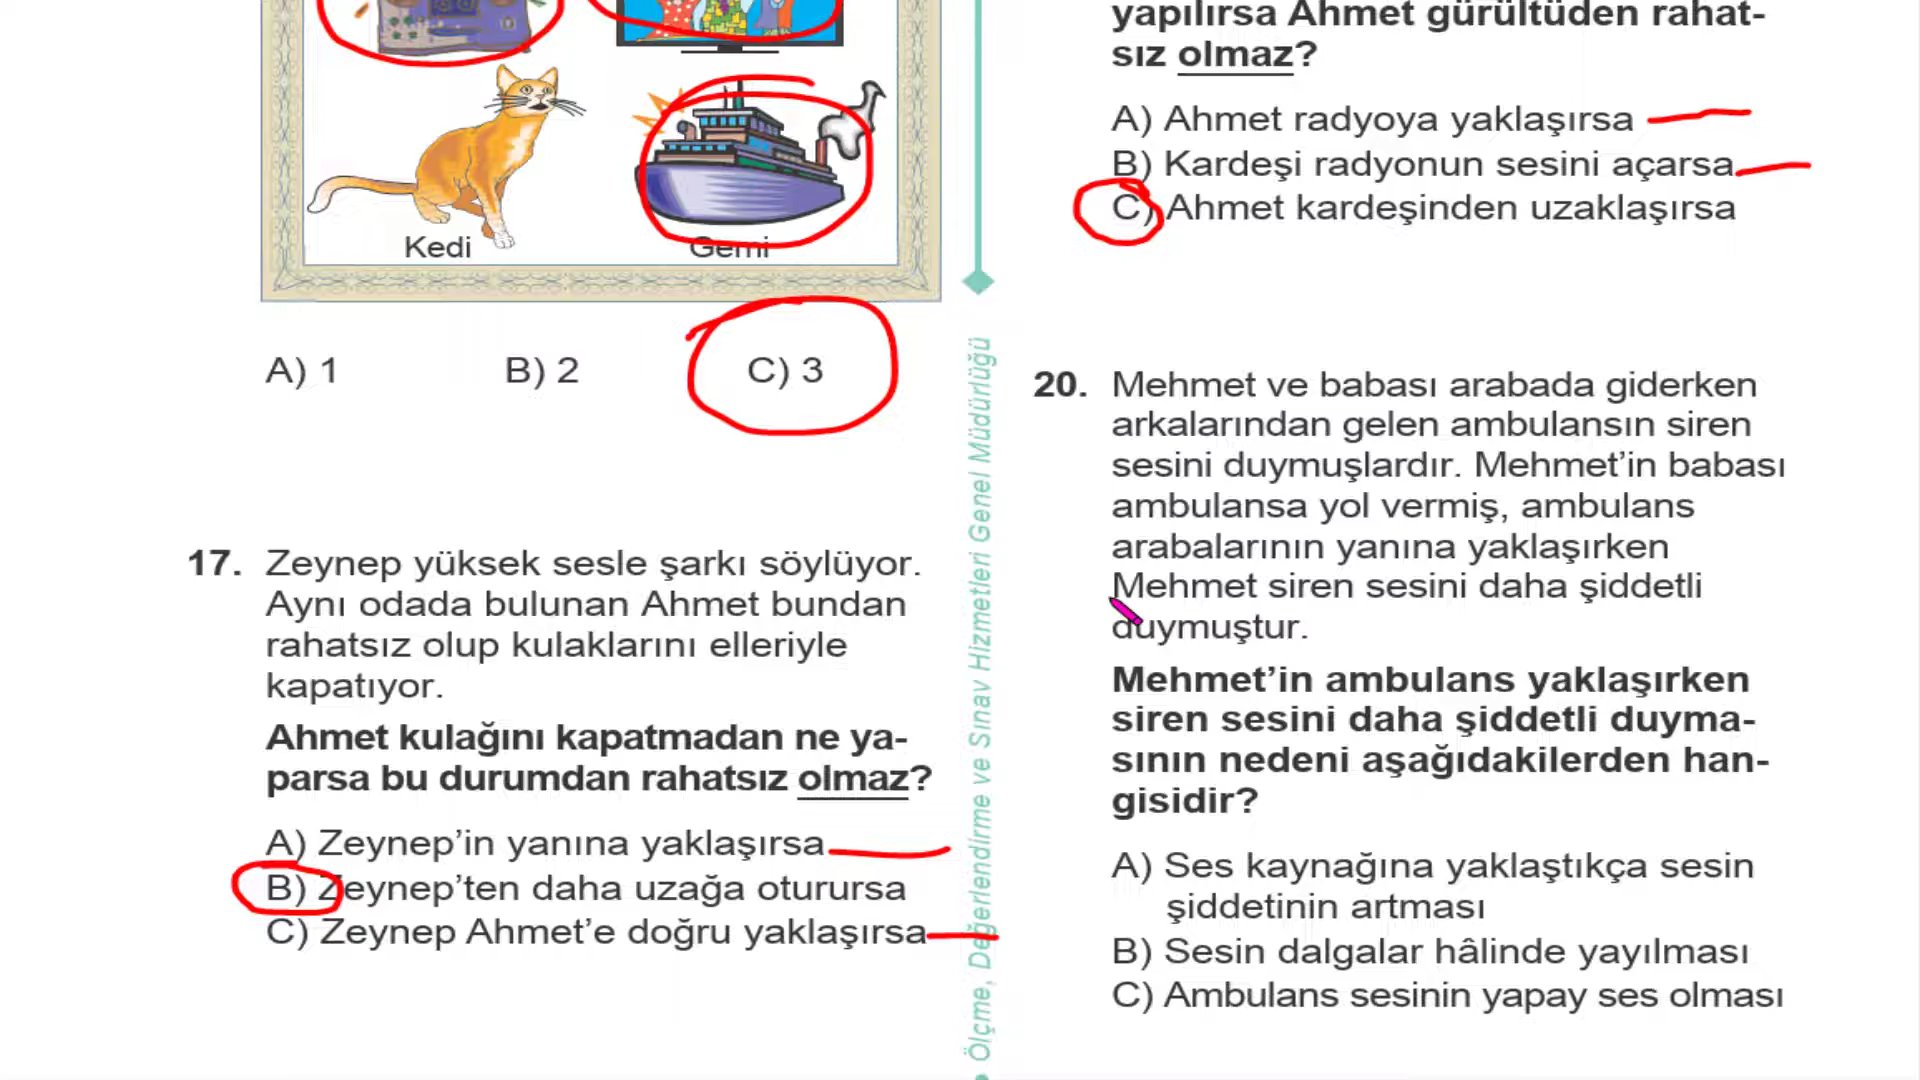 Kedi
Gemi
A) 1
B) 2
C) 3
17. Zeynep yüksek sesle şarkı söylüyor.
Aynı odada bulunan Ahmet bundan
rahatsız olup kulaklarını elleriyle
kapatıyor.
Ahmet kulağını kapatmadan ne ya-
parsa bu durumdan rahatsız olmaz?
A) Zeynep’in yanına yaklaşırsa
B) Zeynep’ten daha uzağa oturursa
C) Zeynep Ahmet’e doğru yaklaşırsa
Ölçme, Değerlendirme ve Sınav Hizmetleri Genel Müdürlüğü
yapılırsa Ahmet gürültüden rahat-
sız olmaz?
A) Ahmet radyoya yaklaşırsa
B) Kardeşi radyonun sesini açarsa
C) Ahmet kardeşinden uzaklaşırsa
20. Mehmet ve babası arabada giderken
arkalarından gelen ambulansın siren
sesini duymuşlardır. Mehmet’in babası
ambulansa yol vermiş, ambulans
arabalarının yanına yaklaşırken
Mehmet siren sesini daha şiddetli
duymuştur.
Mehmet’in ambulans yaklaşırken
siren sesini daha şiddetli duyma-
sının nedeni aşağıdakilerden han-
gisidir?
A) Ses kaynağına yaklaştıkça sesin
şiddetinin artması
B) Sesin dalgalar hâlinde yayılması
C) Ambulans sesinin yapay ses olması